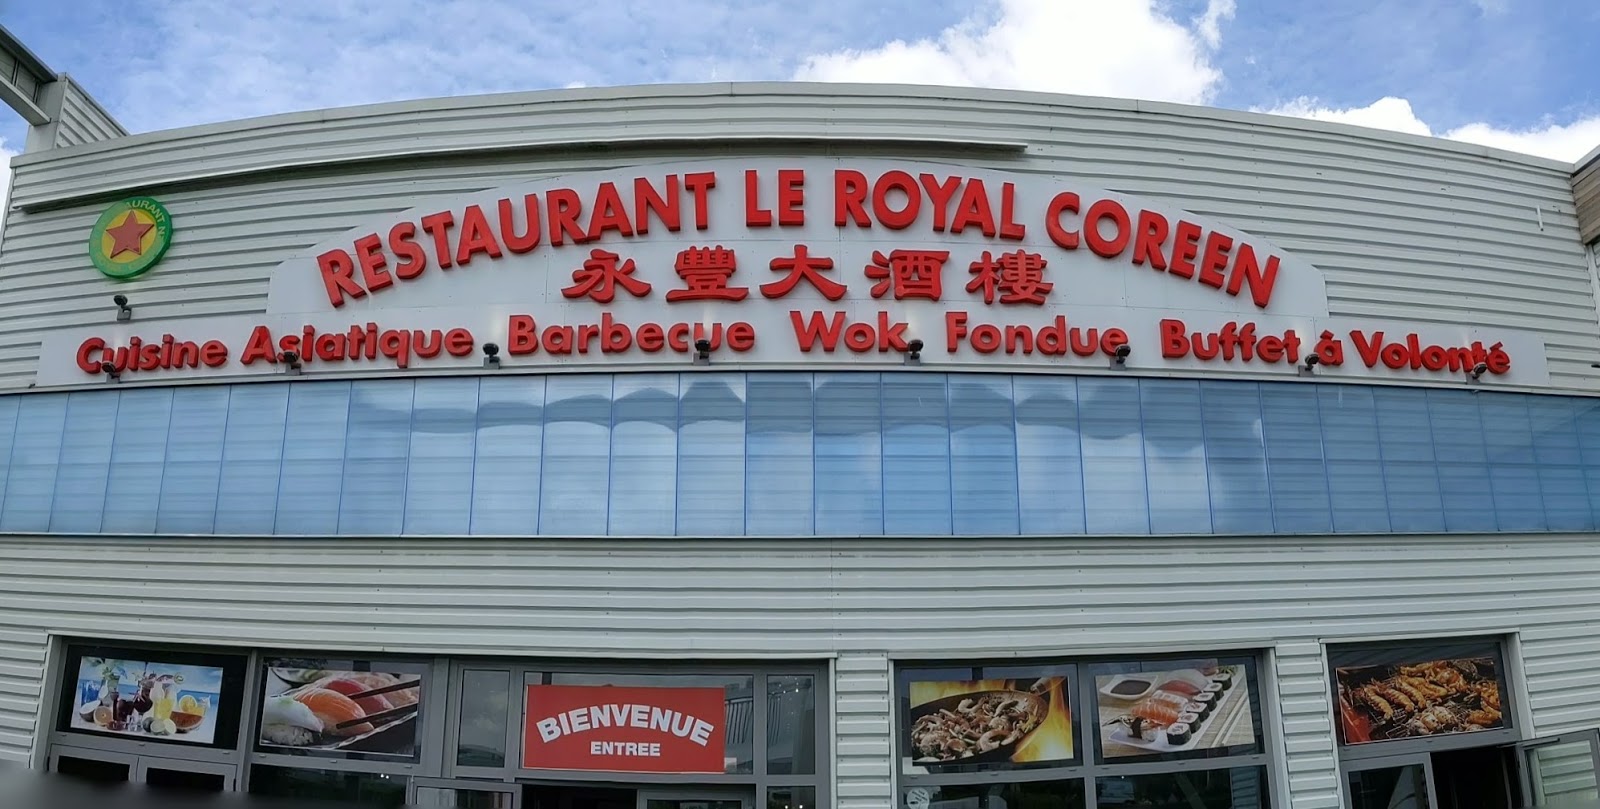 RESTAURANT LE ROYAL COREEN
永豐大酒樓
Cuisine Asiatique Barbecue Wok Fondue Buffet à Volonté
BIENVENUE
ENTREE